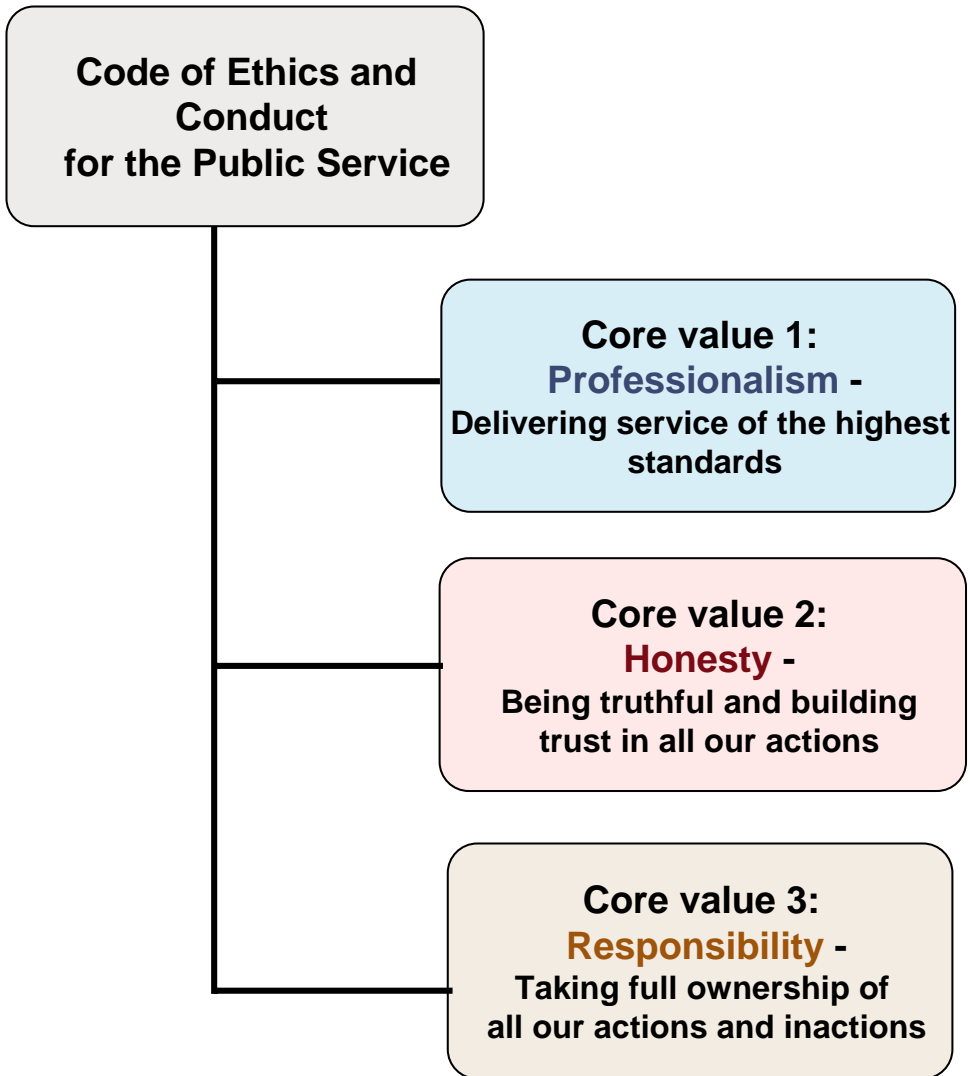 Code of Ethics and
Conduct
for the Public Service
Core value 1:
Professionalism -
Delivering service of the highest
standards
Core value 2:
Honesty -
Being truthful and building
trust in all our actions
Core value 3:
Responsibility -
Taking full ownership of
all our actions and inactions